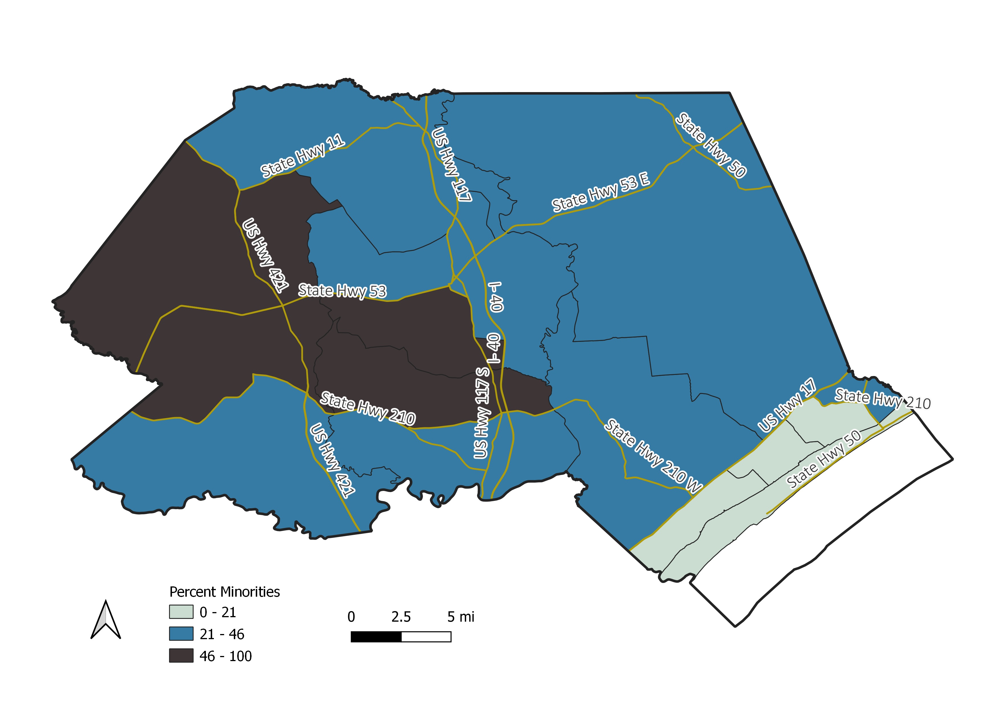 State Hwy 11
US Hwy 117
State Hwy 50
State Hwy 53 E
US Hwy 421
State Hwy 53
I- 40
I- 40
US Hwy 117 S
State Hwy 210
US Hwy 17
State Hwy 210
US Hwy 421
State Hwy 210 W
State Hwy 50
Percent Minorities
0 - 21
21 - 46
46 - 100
0 2.5 5 mi